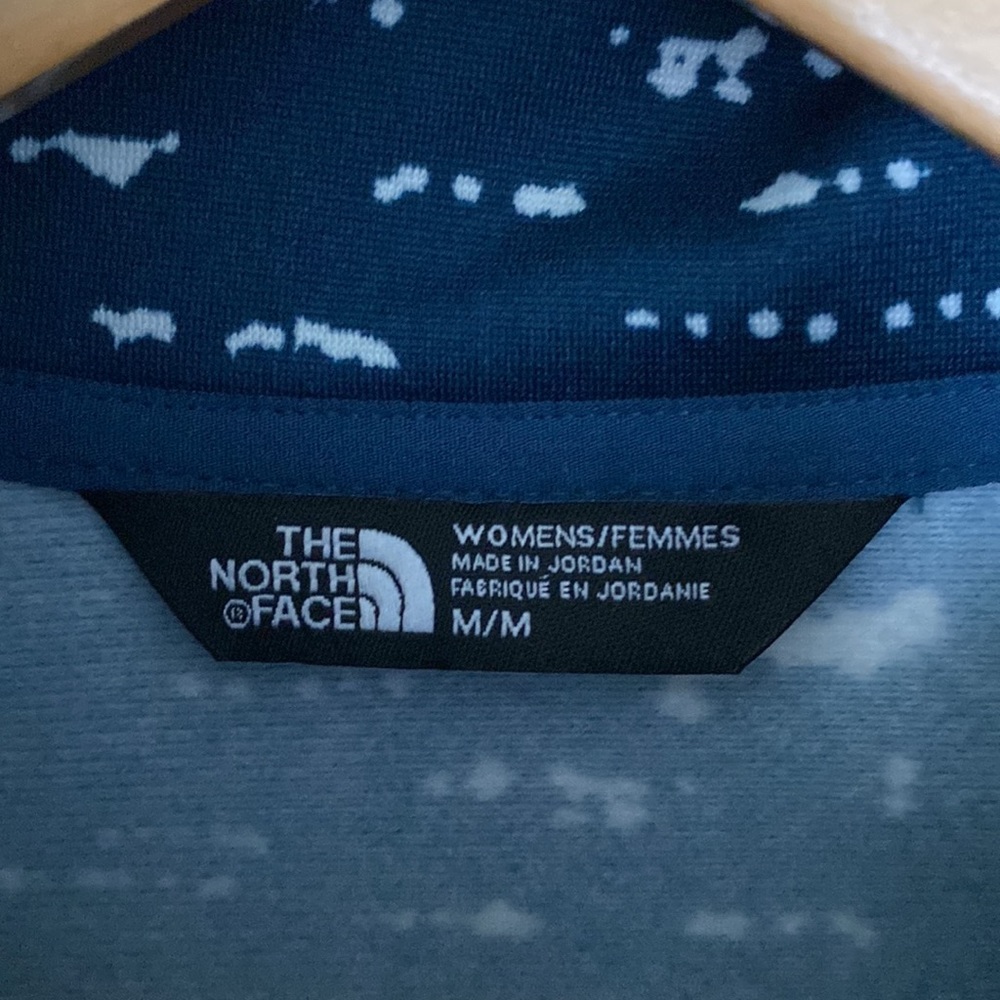 THE
NORTH
®FACE
WOMENS/FEMMES
MADE IN JORDAN
FABRIQUÉ EN JORDANIE
M/M